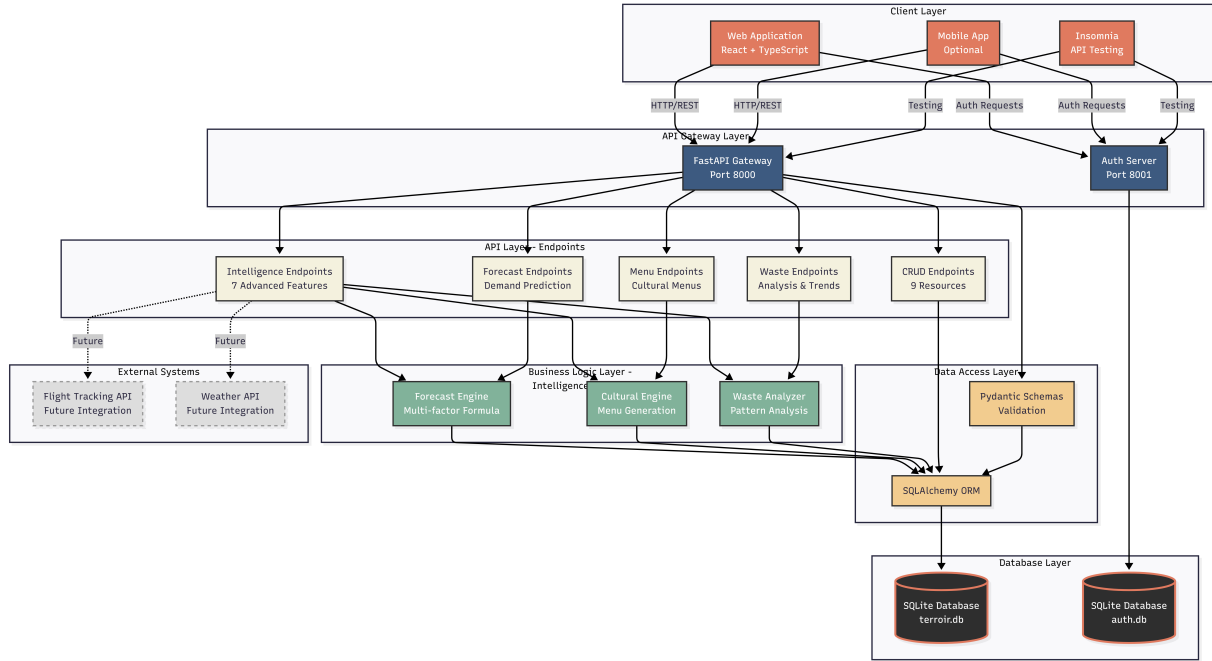 Client Layer
Web Application
React + TypeScript
Mobile App
Optional
Insomnia
API Testing
HTTP/REST
HTTP/REST
Testing
Auth Requests
Auth Requests
Testing
API Gateway Layer
FastAPI Gateway
Port 8000
Auth Server
Port 8001
API Layer - Endpoints
Intelligence Endpoints
7 Advanced Features
Forecast Endpoints
Demand Prediction
Menu Endpoints
Cultural Menus
Waste Endpoints
Analysis & Trends
CRUD Endpoints
9 Resources
Future
Future
External Systems
Flight Tracking API
Future Integration
Weather API
Future Integration
Business Logic Layer -
Intelligence
Forecast Engine
Multi-factor Formula
Cultural Engine
Menu Generation
Waste Analyzer
Pattern Analysis
Data Access Layer
Pydantic Schemas
Validation
SQLAlchemy ORM
Database Layer
SQLite Database
terroir.db
SQLite Database
auth.db